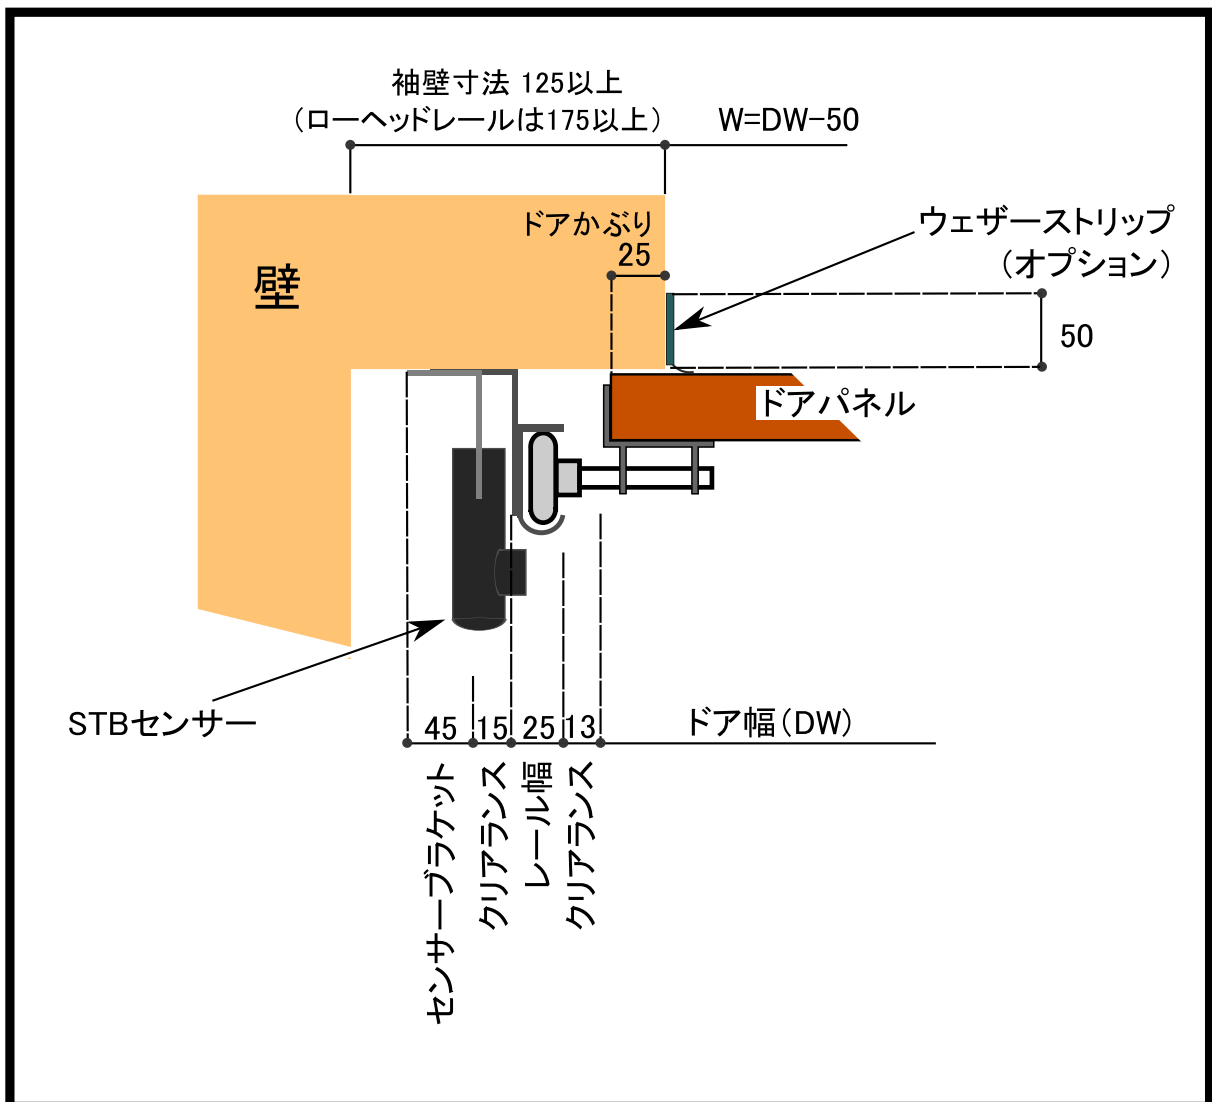 袖壁寸法 125以上
（ローヘッドレールは175以上）
W=DW−50
ドアかぶり
25
ウェザーストリップ
（オプション）
壁
50
ドアパネル
STBセンサー
45
15
25
13
ドア幅（DW）
センサーブラケット
クリアランス
レール幅
クリアランス